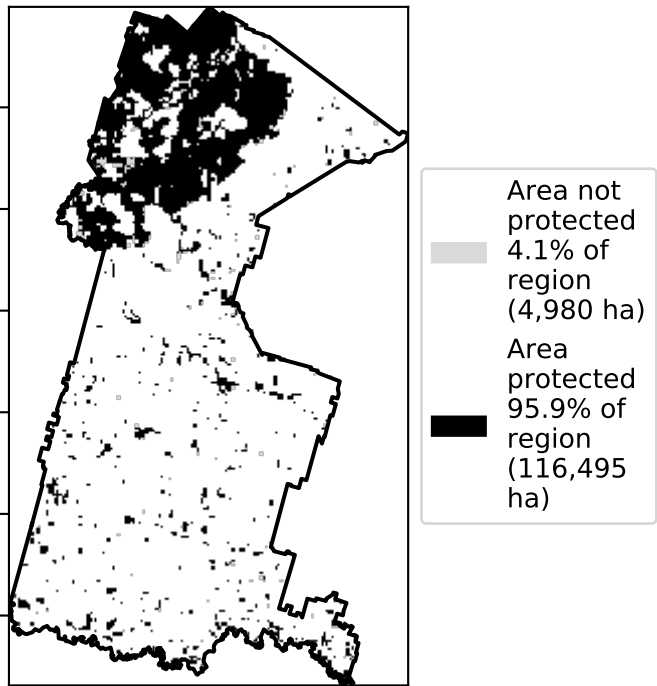 Area not
protected
4.1% of
region
(4,980 ha)
Area
protected
95.9% of
region
(116,495
ha)